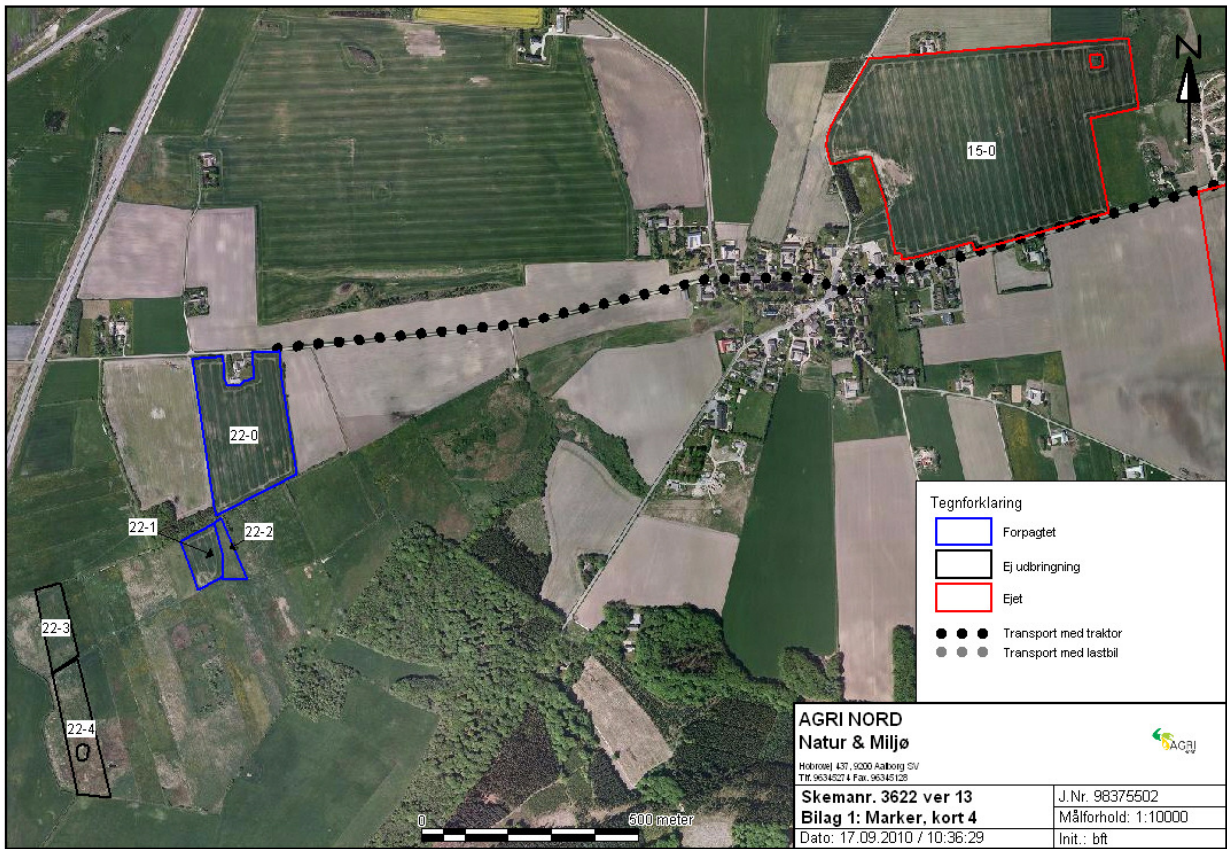 N
15-0
22-0
22-1
22-2
22-3
22-4
Tegnforklaring
Forpagtet
Ej udbringning
Ejet
Transport med traktor
Transport med lastbil
0
500 meter
AGRI NORD
Natur & Miljø
Hobrovej 437, 9200 Aalborg SV
Tlf. 96345274 Fax. 96345128
AGRI
Skemanr. 3622 ver 13
J.Nr. 98375502
Bilag 1: Marker, kort 4
Målforhold: 1:10000
Dato: 17.09.2010 / 10:36:29
Init.: bft